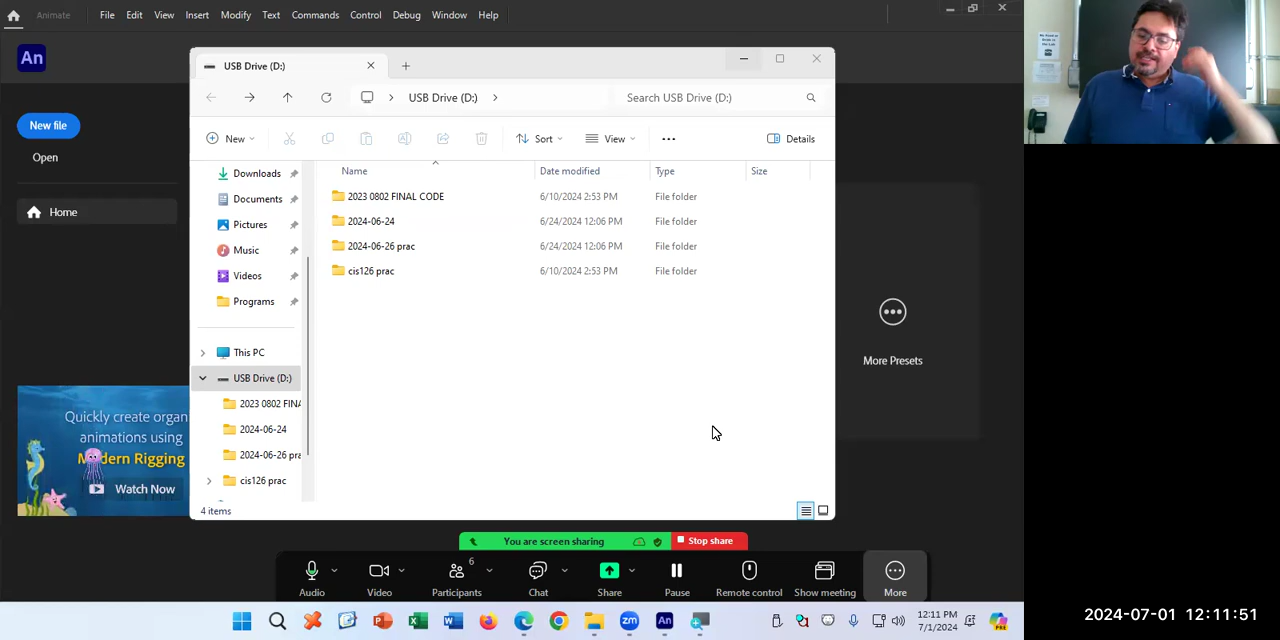 Animate File Edit View Insert Modify Text Commands Control Debug Window Help
An
New file
Open
Home
Quickly create organi
animations using
Modern Rigging
Watch Now
USB Drive (D:)
USB Drive (D:) Search USB Drive (D:)
New Sort View Details
Downloads
Documents
Pictures
Music
Videos
Programs
This PC
USB Drive (D:)
2023 0802 FINA
2024-06-24
2024-06-26 pra
cis126 prac
Name Date modified Type Size
2023 0802 FINAL CODE 6/10/2024 2:53 PM File folder
2024-06-24 6/24/2024 12:06 PM File folder
2024-06-26 prac 6/24/2024 12:06 PM File folder
cis126 prac 6/10/2024 2:53 PM File folder
4 items
More Presets
You are screen sharing Stop share
6
Audio Video Participants Chat Share Pause Remote control Show meeting More
zm An
12:11 PM
7/1/2024
PRE
2024-07-01 12:11:51